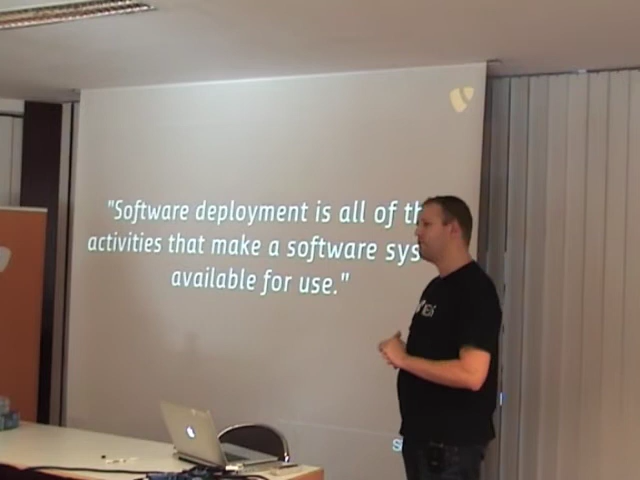 "Software deployment is all of
activities that make a software
available for use."